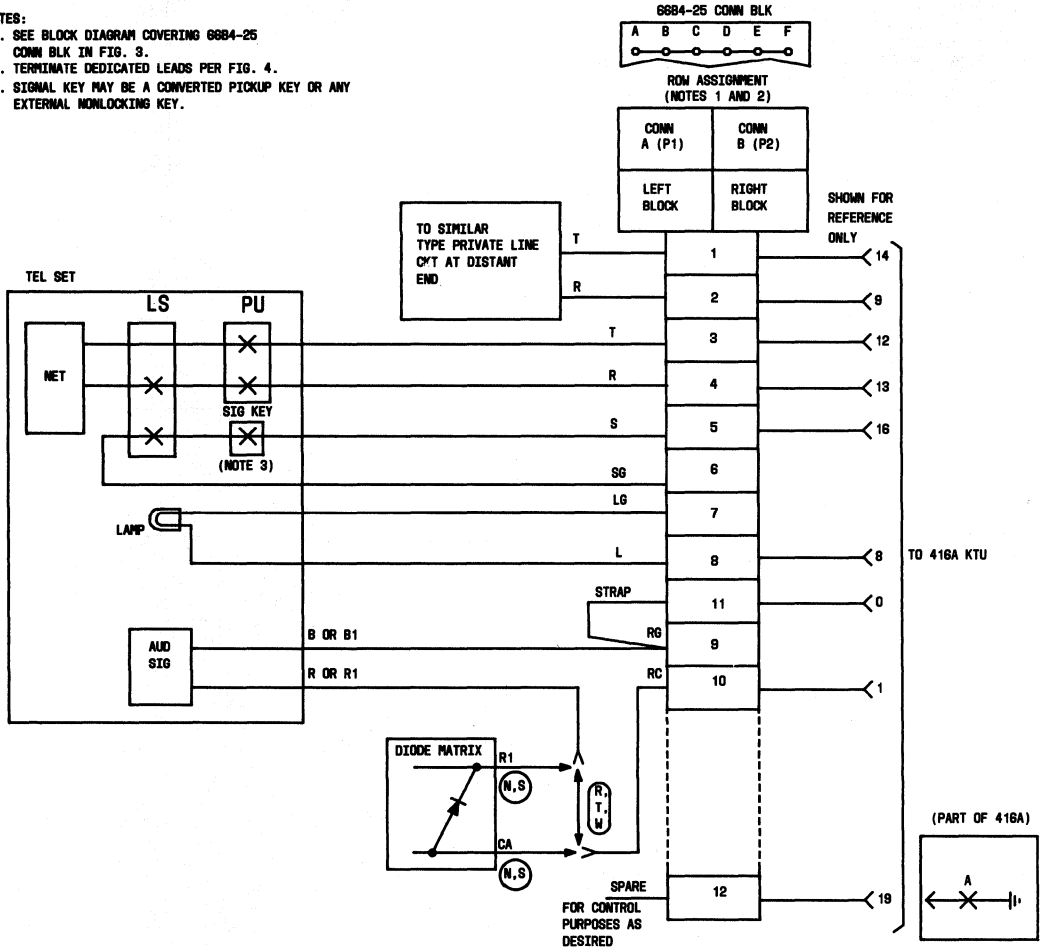 TES:
. SEE BLOCK DIAGRAM COVERING 66B4-25
CONN BLK IN FIG. 3.
. TERMINATE DEDICATED LEADS PER FIG. 4.
. SIGNAL KEY MAY BE A CONVERTED PICKUP KEY OR ANY
EXTERNAL NONLOCKING KEY.
66B4-25 CONN BLK
A B C D E F
ROW ASSIGNMENT
(NOTES 1 AND 2)
CONN
A (P1)
CONN
B (P2)
LEFT
BLOCK
RIGHT
BLOCK
SHOWN FOR
REFERENCE
ONLY
TO SIMILAR
TYPE PRIVATE LINE
CKT AT DISTANT
END
T
1
14
R
2
9
TEL SET
LS
PU
NET
T
3
12
R
4
13
SIG KEY
S
5
16
(NOTE 3)
SG
6
LG
7
LAMP
L
8
8
TO 416A KTU
STRAP
11
0
AUD
SIG
B OR B1
RG
9
R OR R1
RC
10
1
DIODE MATRIX
R1
N,S
R,
T,
W
CA
N,S
SPARE
12
19
FOR CONTROL
PURPOSES AS
DESIRED
(PART OF 416A)
A